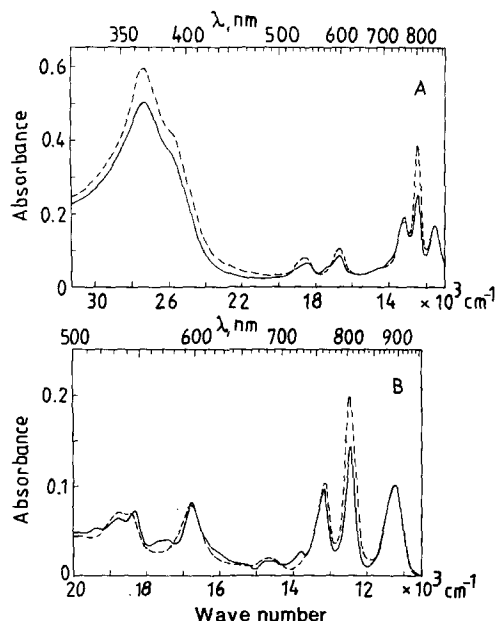 λ, nm
350 400 500 600 700 800
A
Absorbance
0.6
0.4
0.2
0
30 26 22 18 14 × 10³ cm⁻¹
λ, nm
500 600 700 800 900
B
Absorbance
0.2
0.1
0
20 18 16 14 12 × 10³ cm⁻¹
Wave number